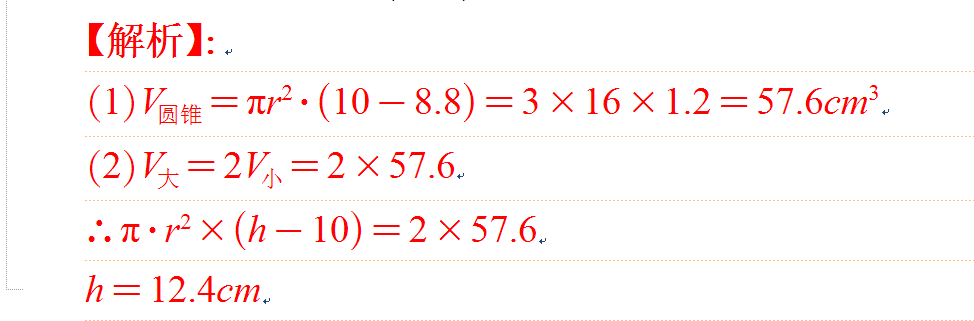 【解析】:
(1)V圆锥=πr²·(10-8.8)=3×16×1.2=57.6cm³
(2)V大=2V小=2×57.6
∴π·r²×(h-10)=2×57.6
h=12.4cm